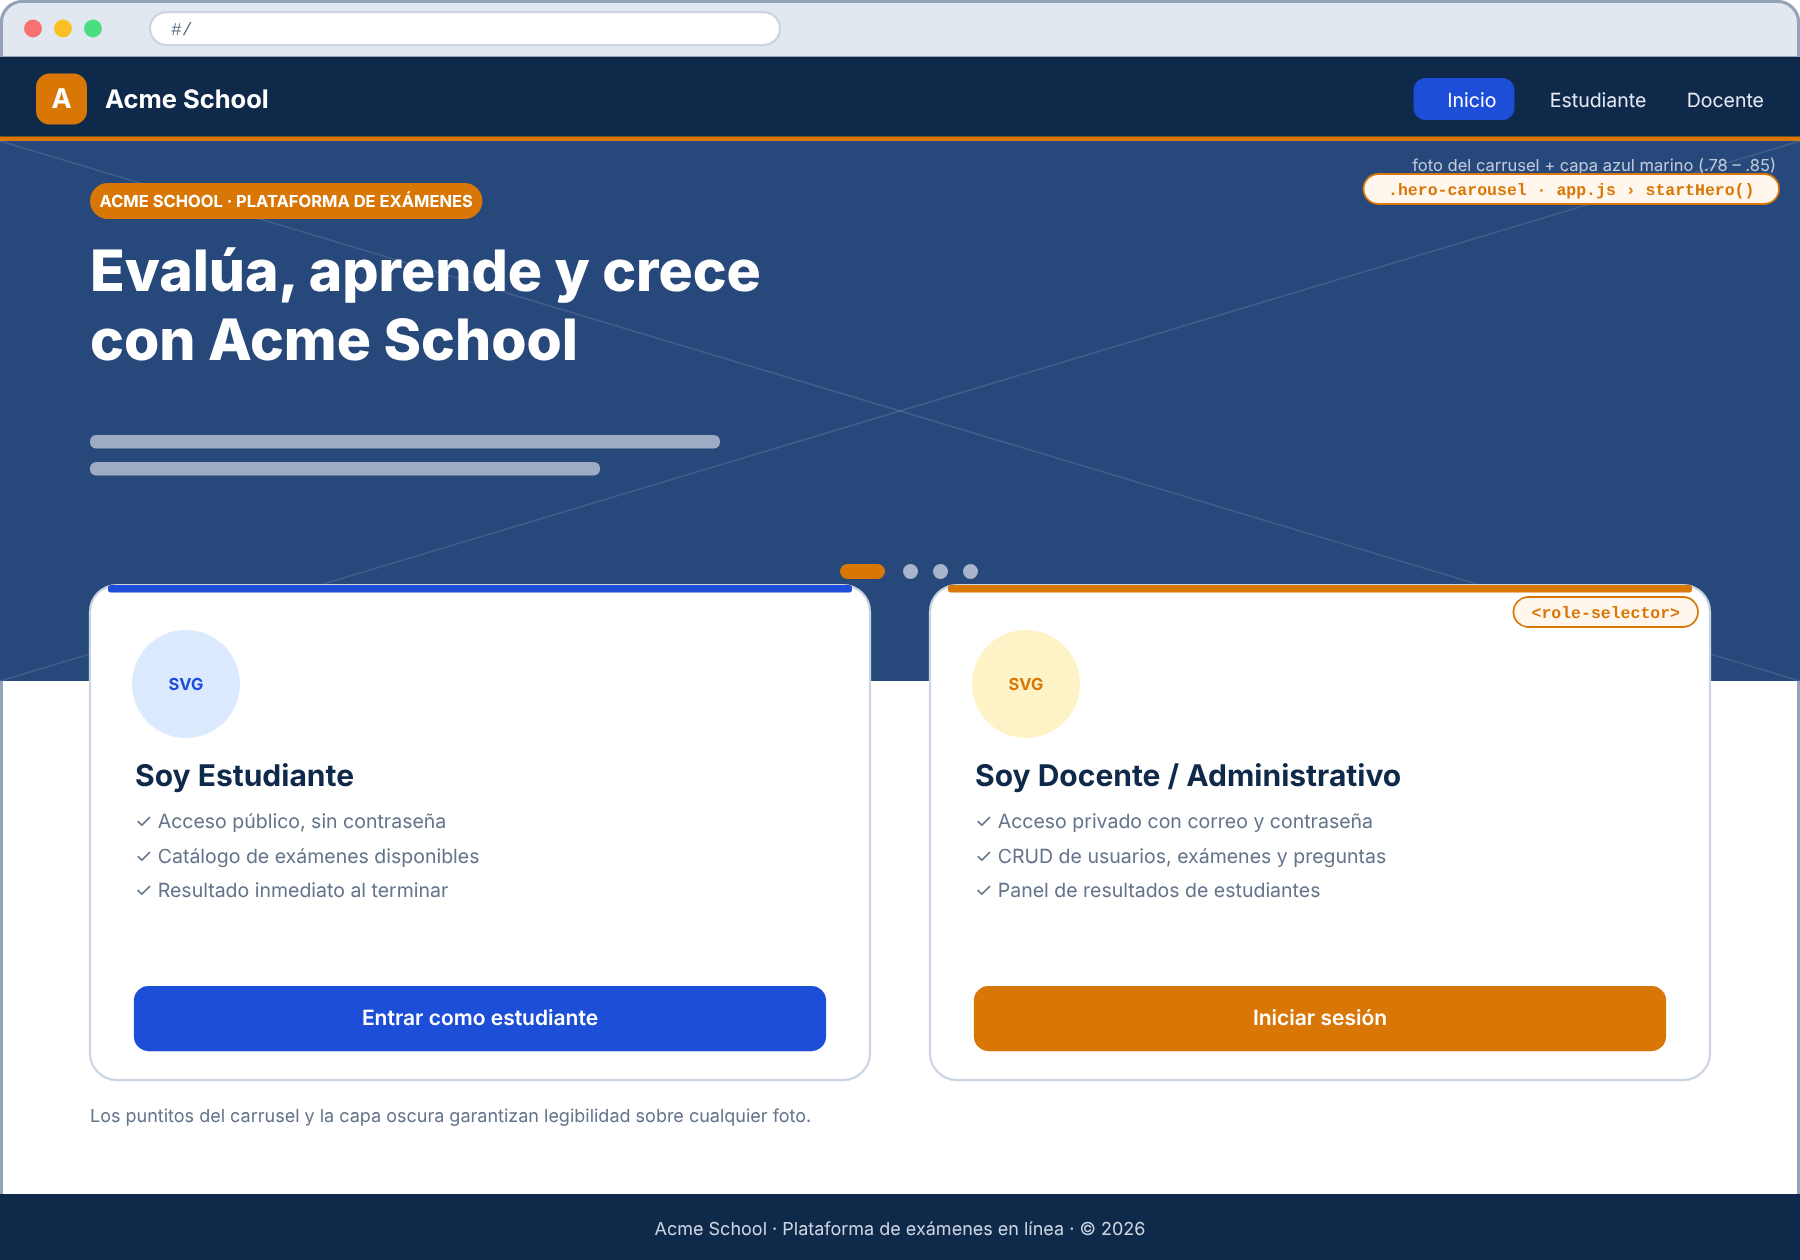 #/
A
Acme School
Inicio
Estudiante
Docente
foto del carrusel + capa azul marino (.78 – .85)
.hero-carousel · app.js › startHero()
ACME SCHOOL · PLATAFORMA DE EXÁMENES
Evalúa, aprende y crece
con Acme School
<role-selector>
SVG
Soy Estudiante
✓ Acceso público, sin contraseña
✓ Catálogo de exámenes disponibles
✓ Resultado inmediato al terminar
Entrar como estudiante
SVG
Soy Docente / Administrativo
✓ Acceso privado con correo y contraseña
✓ CRUD de usuarios, exámenes y preguntas
✓ Panel de resultados de estudiantes
Iniciar sesión
Los puntitos del carrusel y la capa oscura garantizan legibilidad sobre cualquier foto.
Acme School · Plataforma de exámenes en línea · © 2026